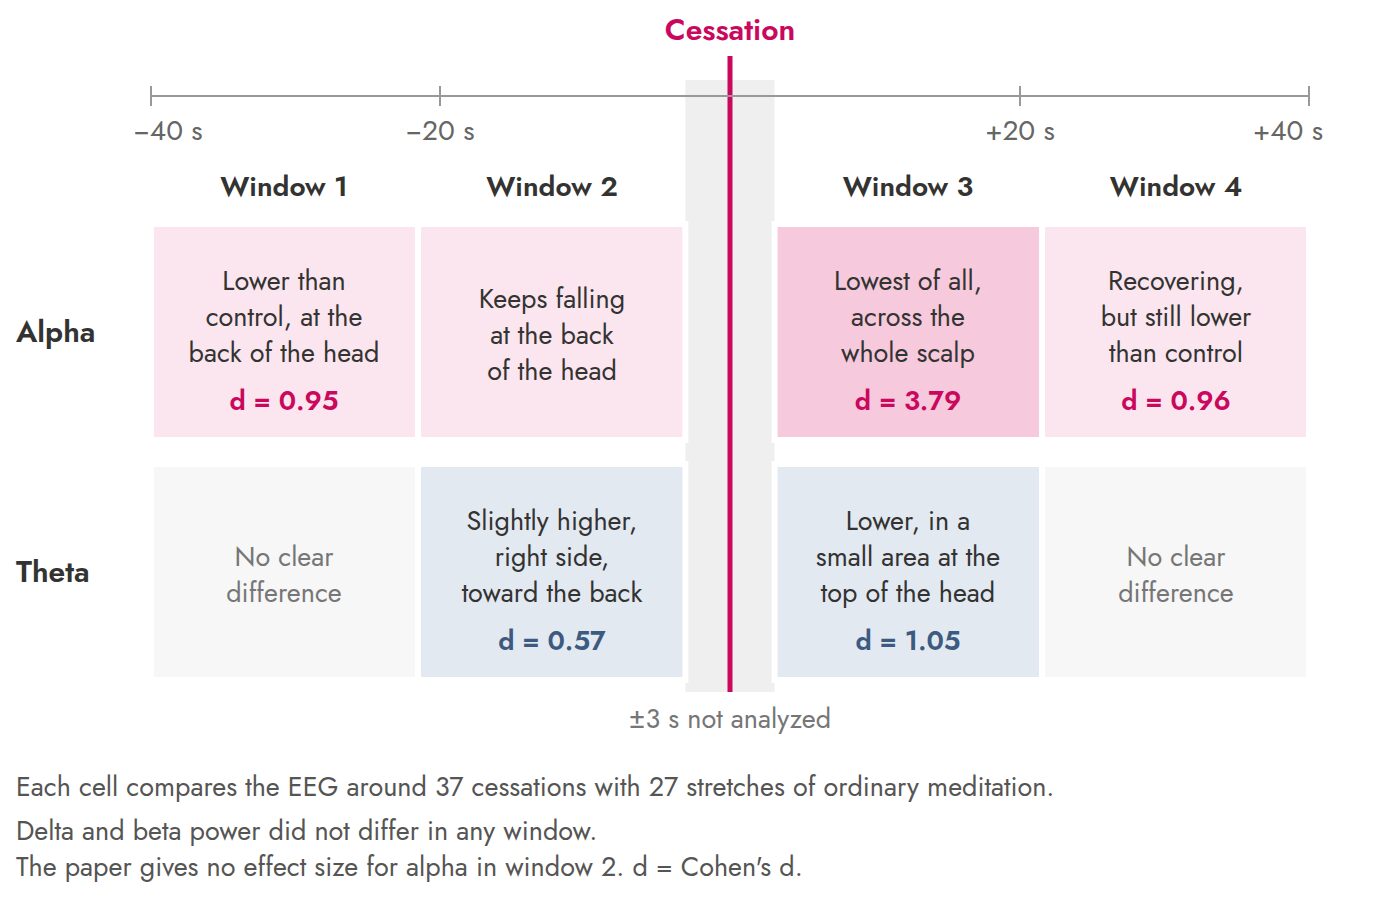 Cessation
−40 s
−20 s
+20 s
+40 s
Window 1
Window 2
Window 3
Window 4
Alpha
Lower than
control, at the
back of the head
d = 0.95
Keeps falling
at the back
of the head
Lowest of all,
across the
whole scalp
d = 3.79
Recovering,
but still lower
than control
d = 0.96
Theta
No clear
difference
Slightly higher,
right side,
toward the back
d = 0.57
Lower, in a
small area at the
top of the head
d = 1.05
No clear
difference
±3 s not analyzed
Each cell compares the EEG around 37 cessations with 27 stretches of ordinary meditation.
Delta and beta power did not differ in any window.
The paper gives no effect size for alpha in window 2. d = Cohen's d.